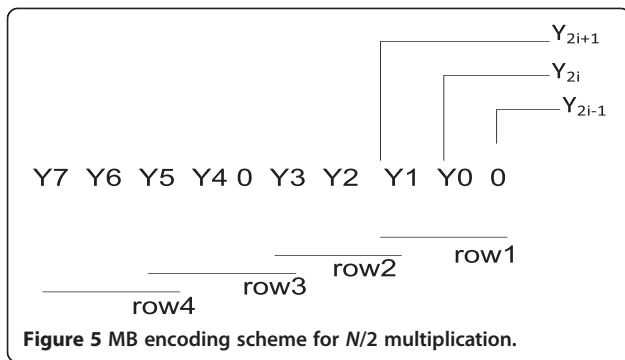 Y2i+1
Y2i
Y2i-1
Y7 Y6 Y5 Y4 0 Y3 Y2 Y1 Y0 0
row1
row2
row3
row4
Figure 5 MB encoding scheme for N/2 multiplication.